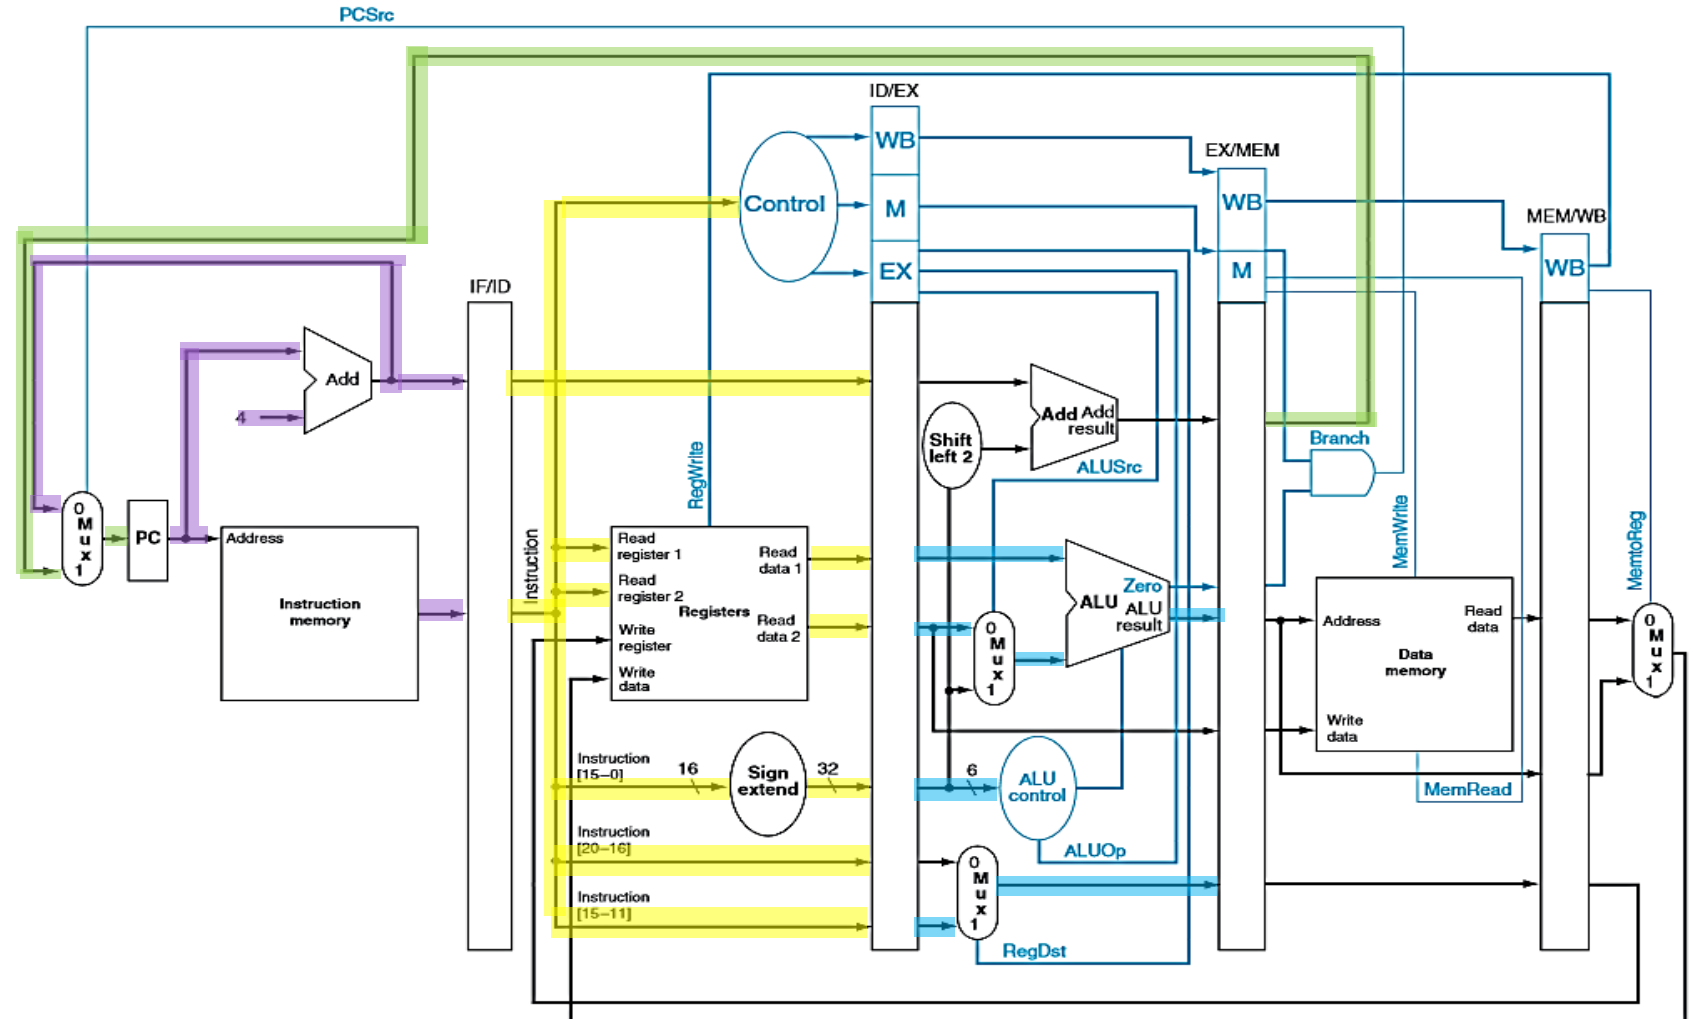 PCSrc
ID/EX
WB
M
EX
Control
EX/MEM
WB
M
MEM/WB
WB
IF/ID
Add
4
0
M
u
x
1
PC
Address
Instruction
memory
Instruction
RegWrite
Read
register 1
Read
register 2
Registers
Write
register
Write
data
Read
data 1
Read
data 2
Instruction
[15–0]
16
Sign
extend
32
Instruction
[20–16]
Instruction
[15–11]
Shift
left 2
Add Add
result
ALUSrc
Zero
ALU ALU
result
0
M
u
x
1
6
ALU
control
ALUOp
0
M
u
x
1
RegDst
Branch
MemWrite
Address
Read
data
Data
memory
Write
data
MemRead
MemtoReg
0
M
u
x
1